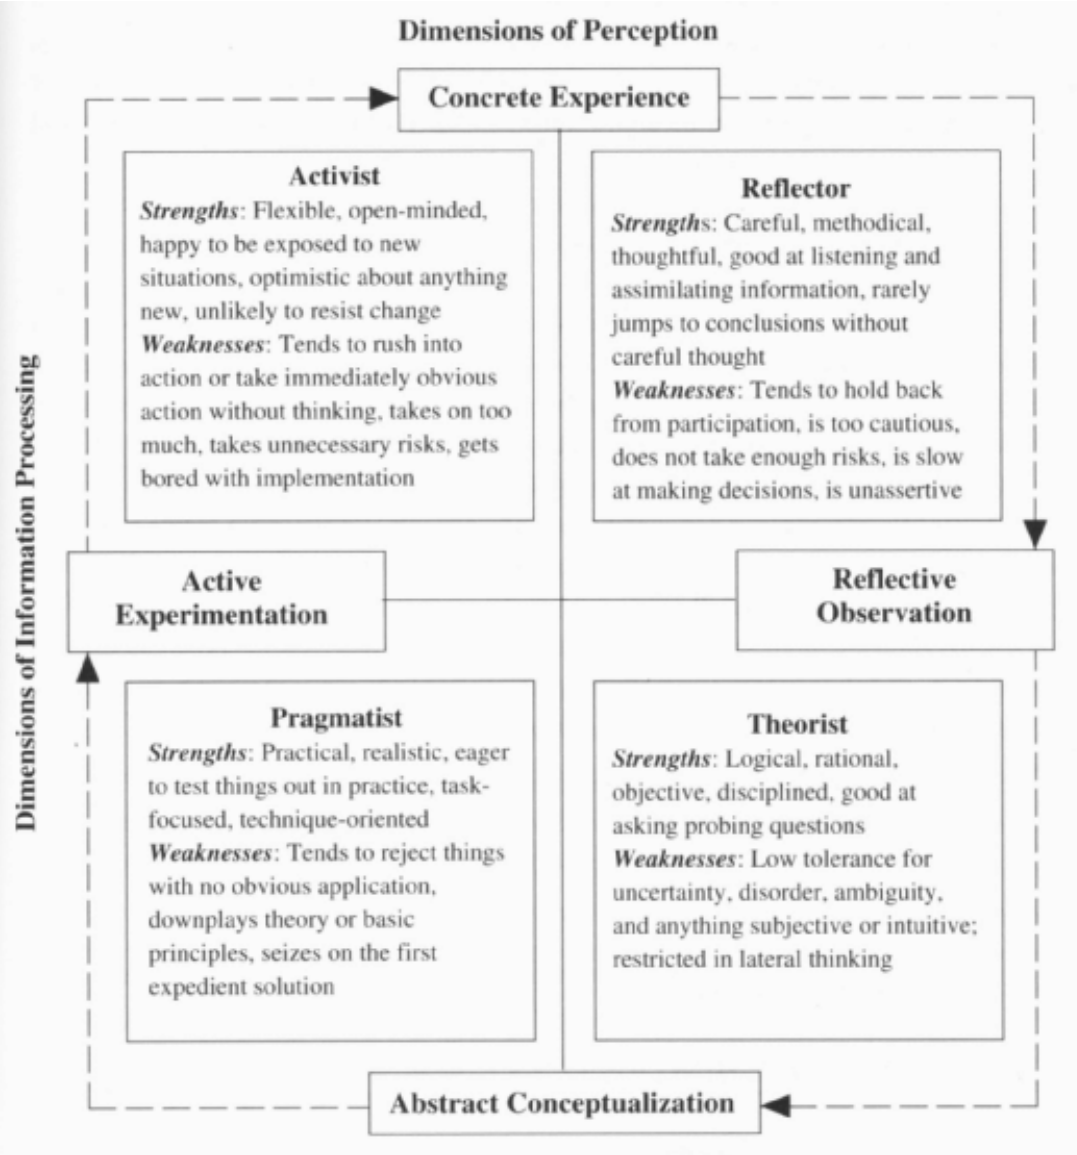 Dimensions of Perception
Concrete Experience
Activist
Strengths: Flexible, open-minded,
happy to be exposed to new
situations, optimistic about anything
new, unlikely to resist change
Weaknesses: Tends to rush into
action or take immediately obvious
action without thinking, takes on too
much, takes unnecessary risks, gets
bored with implementation
Reflector
Strengths: Careful, methodical,
thoughtful, good at listening and
assimilating information, rarely
jumps to conclusions without
careful thought
Weaknesses: Tends to hold back
from participation, is too cautious,
does not take enough risks, is slow
at making decisions, is unassertive
Dimensions of Information Processing
Active
Experimentation
Reflective
Observation
Pragmatist
Strengths: Practical, realistic, eager
to test things out in practice, task-
focused, technique-oriented
Weaknesses: Tends to reject things
with no obvious application,
downplays theory or basic
principles, seizes on the first
expedient solution
Theorist
Strengths: Logical, rational,
objective, disciplined, good at
asking probing questions
Weaknesses: Low tolerance for
uncertainty, disorder, ambiguity,
and anything subjective or intuitive;
restricted in lateral thinking
Abstract Conceptualization